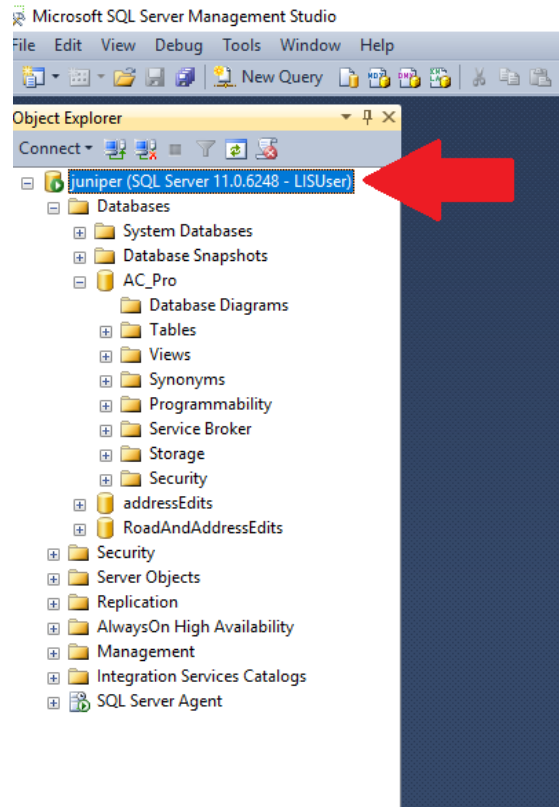 Microsoft SQL Server Management Studio
File Edit View Debug Tools Window Help
New Query
Object Explorer
Connect
juniper (SQL Server 11.0.6248 - LISUser)
Databases
System Databases
Database Snapshots
AC_Pro
Database Diagrams
Tables
Views
Synonyms
Programmability
Service Broker
Storage
Security
addressEdits
RoadAndAddressEdits
Security
Server Objects
Replication
AlwaysOn High Availability
Management
Integration Services Catalogs
SQL Server Agent